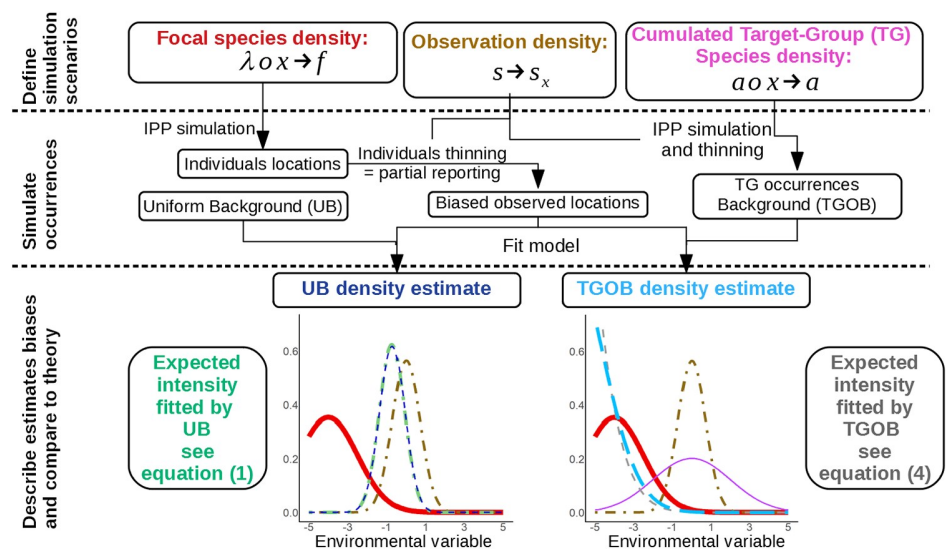 Define
simulation
scenarios
Focal species density:
λ o x → f
Observation density:
s → sₓ
Cumulated Target-Group (TG)
Species density:
a o x → a
Simulate
occurrences
IPP simulation
Individuals locations
Individuals thinning
= partial reporting
IPP simulation
and thinning
Uniform Background (UB)
Biased observed locations
TG occurrences
Background (TGOB)
Fit model
Describe estimates biases
and compare to theory
UB density estimate
TGOB density estimate
Expected
intensity
fitted by
UB
see
equation (1)
0.6
0.4
0.2
0.0
-5 -3 -1 1 3 5
Environmental variable
0.6
0.4
0.2
0.0
-5 -3 -1 1 3 5
Environmental variable
Expected
intensity
fitted by
TGOB
see
equation (4)